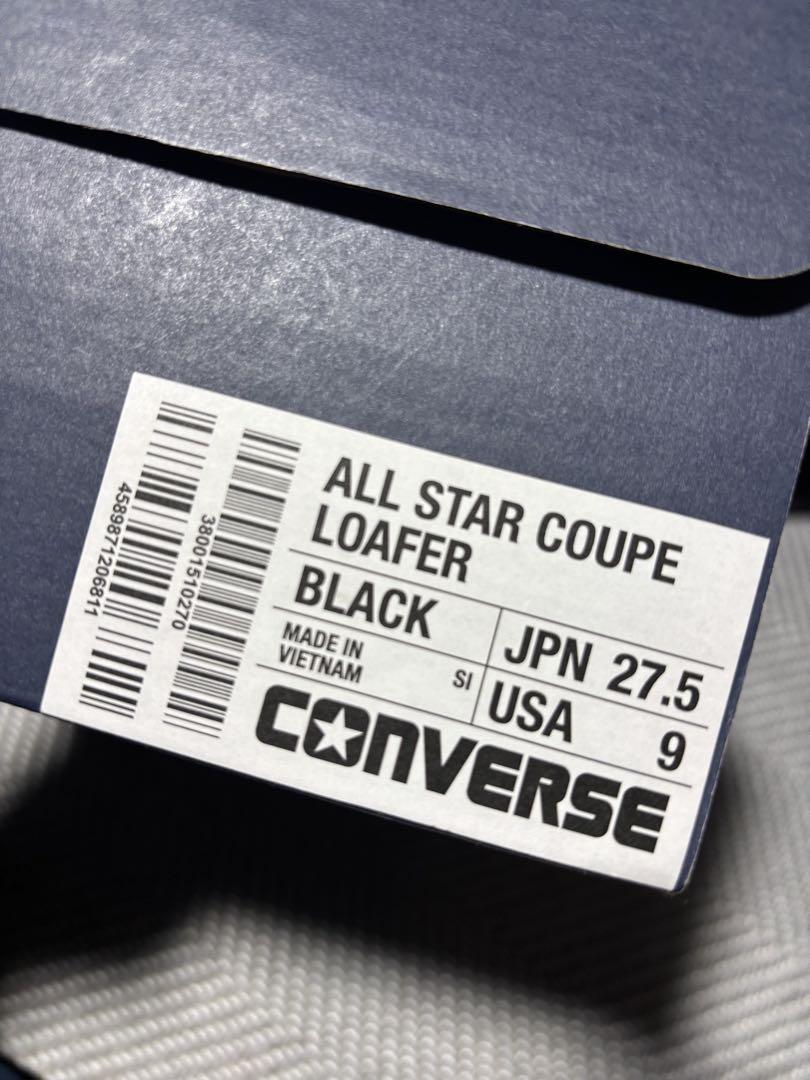 ALL STAR COUPE
LOAFER
BLACK
JPN 27.5
MADE IN
VIETNAM
SI
USA 9
CONVERSE
4589871206811
38001510270